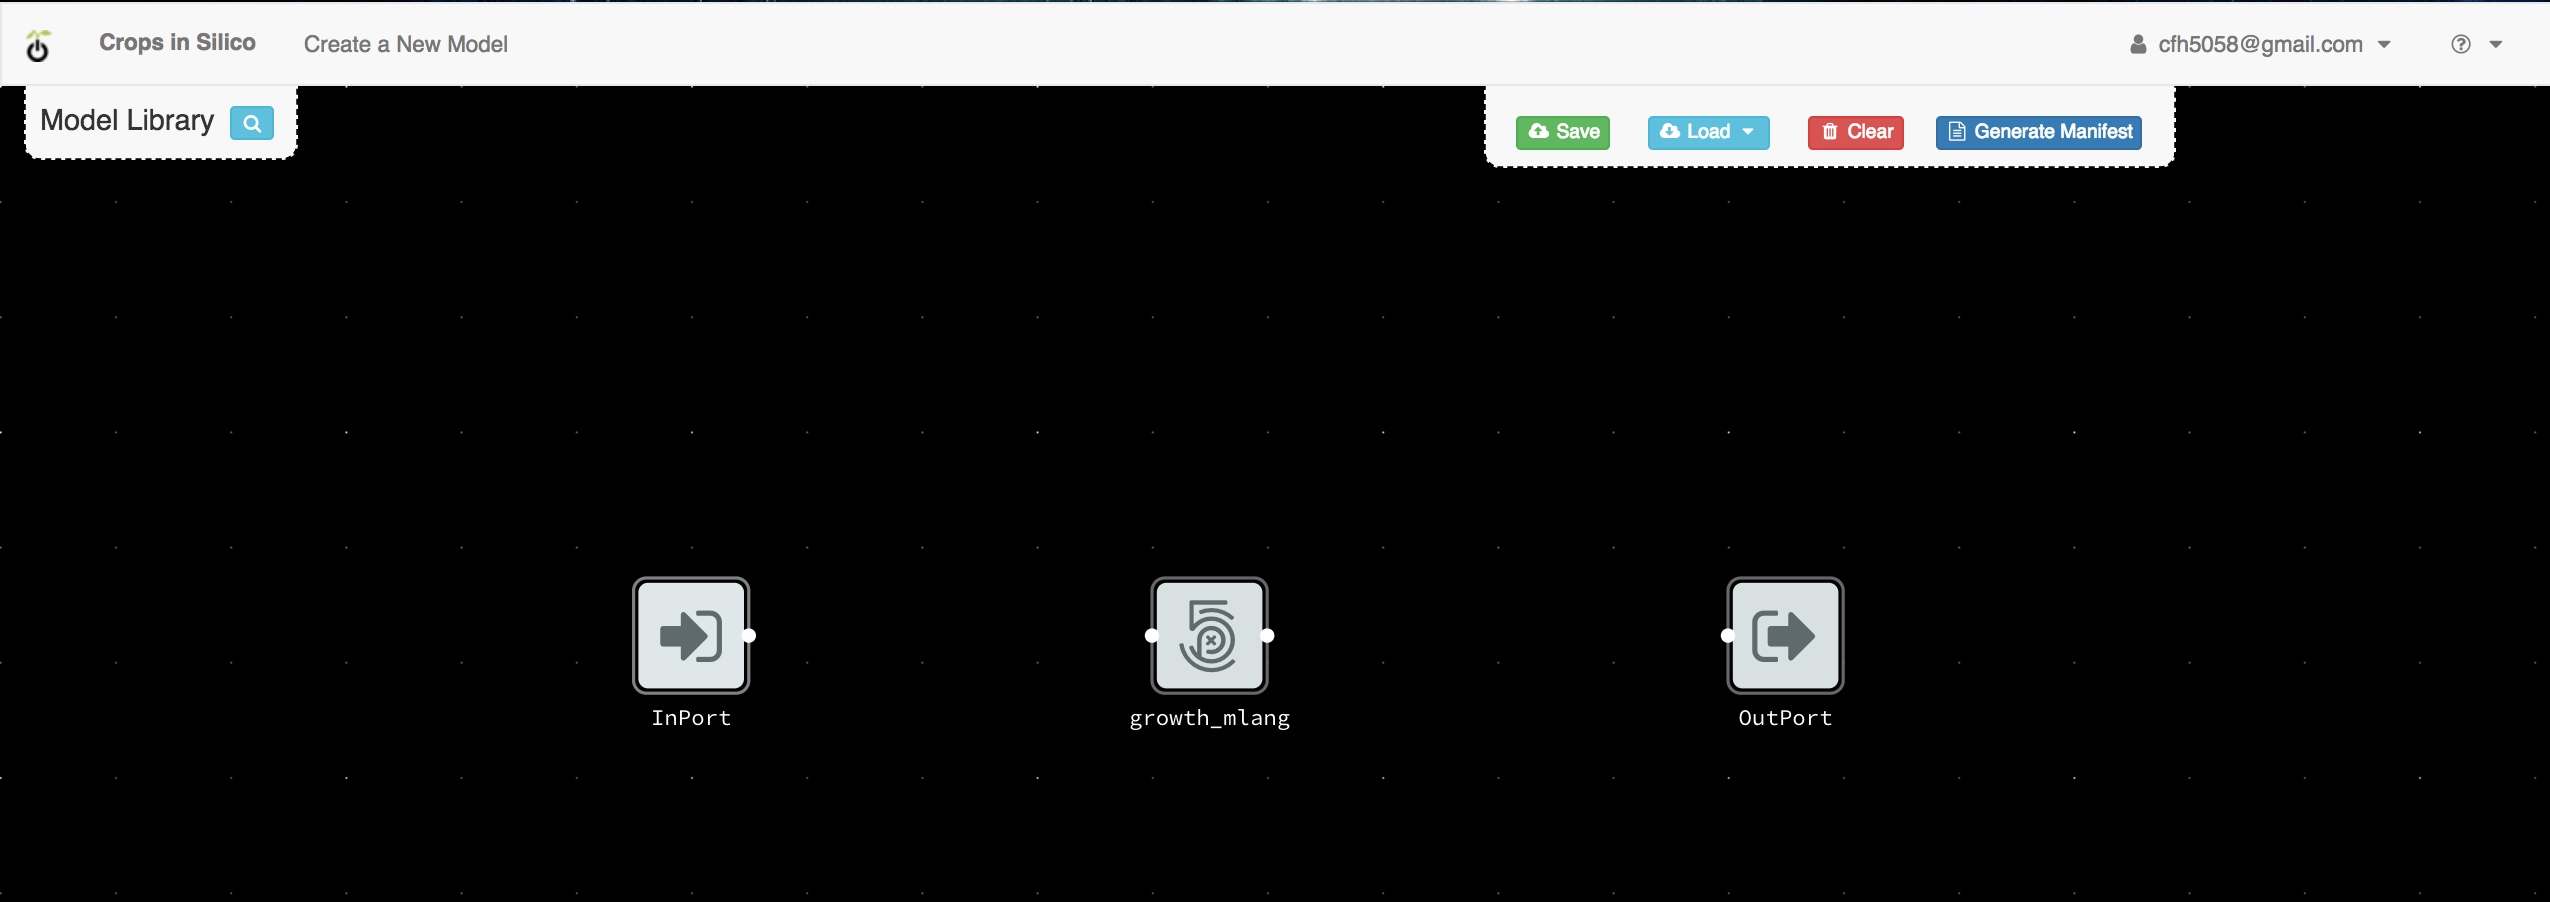 Crops in Silico Create a New Model cfh5058@gmail.com
Model Library
Save Load Clear Generate Manifest
InPort growth_mlang OutPort